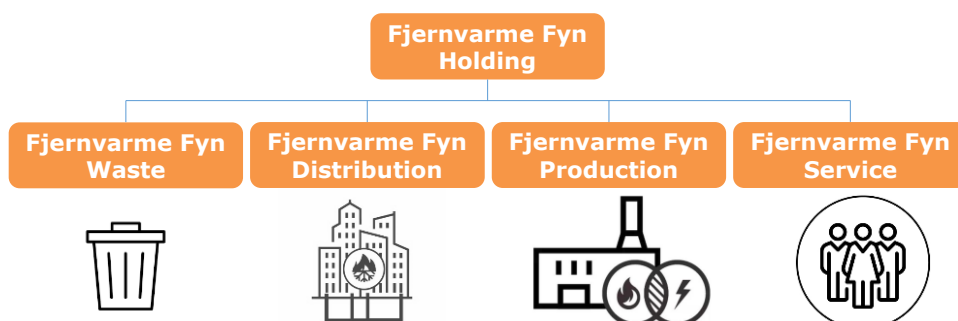 Fjernvarme Fyn
Holding
Fjernvarme Fyn
Waste
Fjernvarme Fyn
Distribution
Fjernvarme Fyn
Production
Fjernvarme Fyn
Service